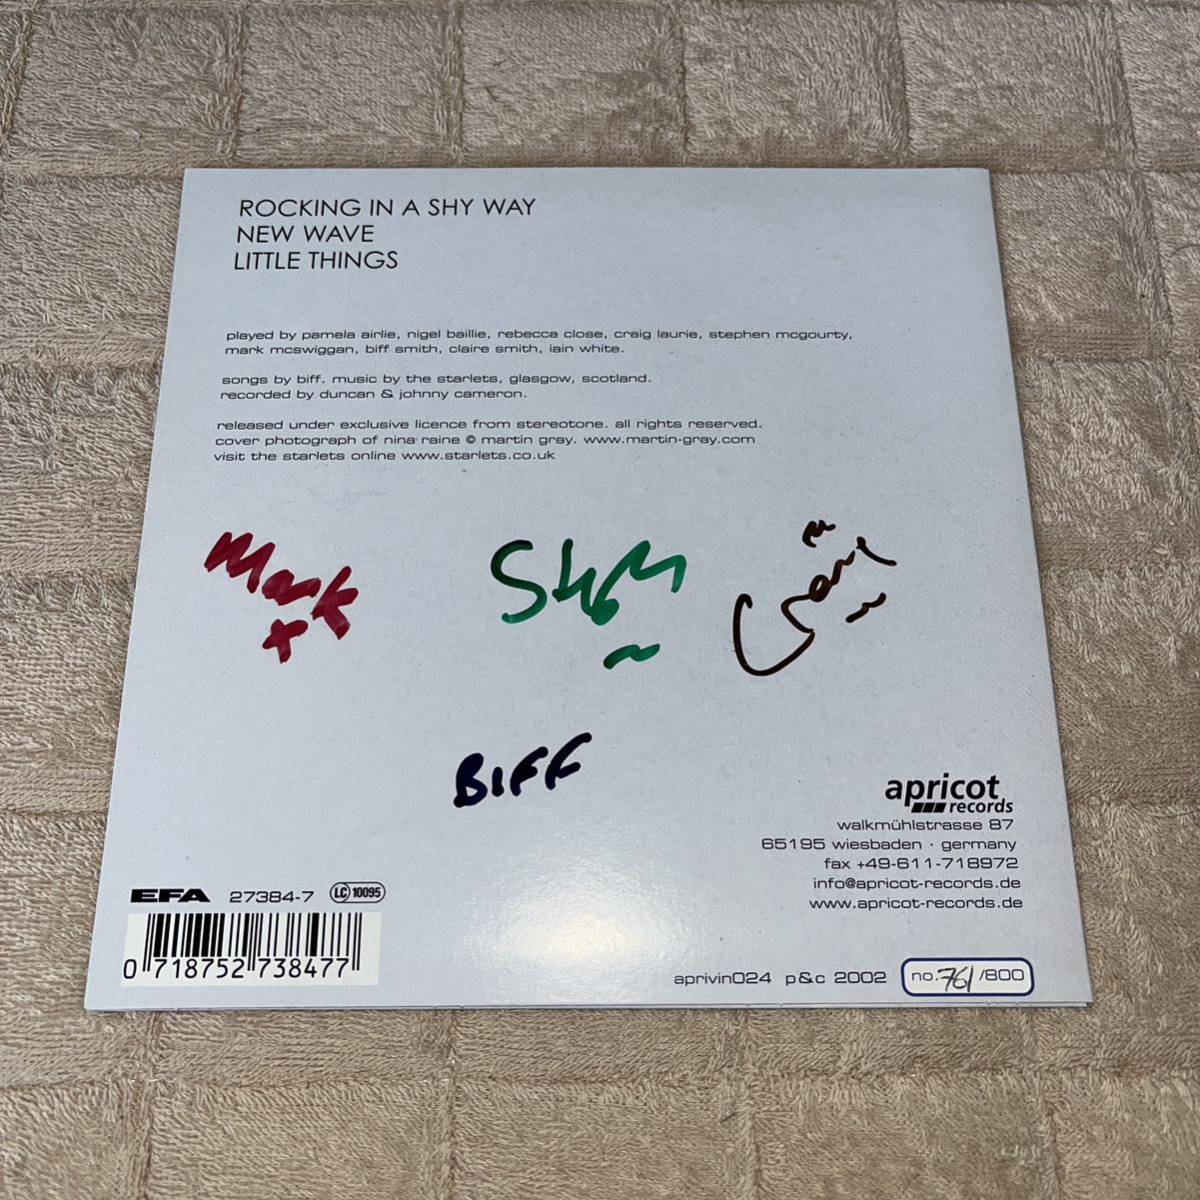 ROCKING IN A SHY WAY
NEW WAVE
LITTLE THINGS
played by pamela airlie, nigel baillie, rebecca close, craig laurie, stephen mcgourty,
mark mcswiggan, biff smith, claire smith, iain white.
songs by biff. music by the starlets, glasgow, scotland.
recorded by duncan & johnny cameron.
released under exclusive licence from stereotone. all rights reserved.
cover photograph of nina raine © martin gray. www.martin-gray.com
visit the starlets online www.starlets.co.uk
Mark
x
Craig
BIFF
apricot
records
walkmühlstrasse 87
65195 wiesbaden · germany
fax +49-611-718972
info@apricot-records.de
www.apricot-records.de
EFA 27384-7 LC 10095
0 718752 738477
aprivin024 p&c 2002 no. 761 /800